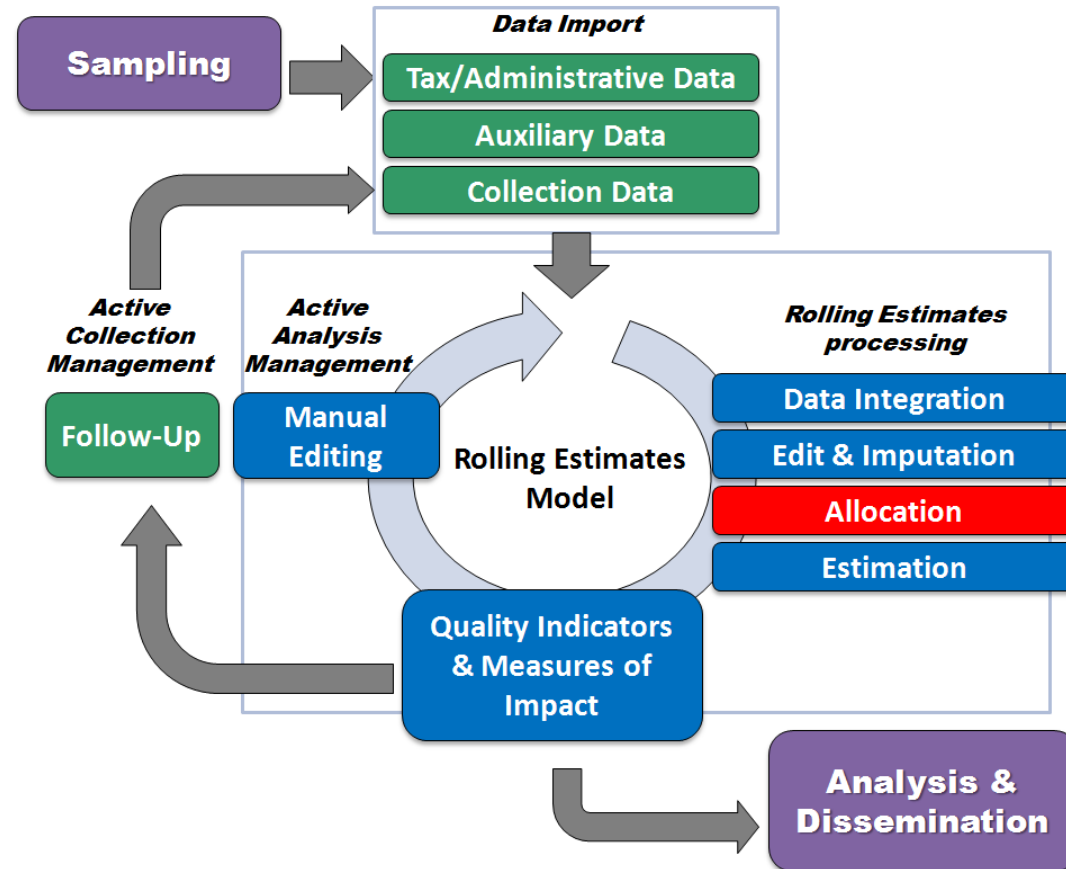 Data Import
Sampling
Tax/Administrative Data
Auxiliary Data
Collection Data
Active
Collection
Management
Active
Analysis
Management
Rolling Estimates
processing
Follow-Up
Manual
Editing
Rolling Estimates
Model
Data Integration
Edit & Imputation
Allocation
Estimation
Quality Indicators
& Measures of
Impact
Analysis &
Dissemination